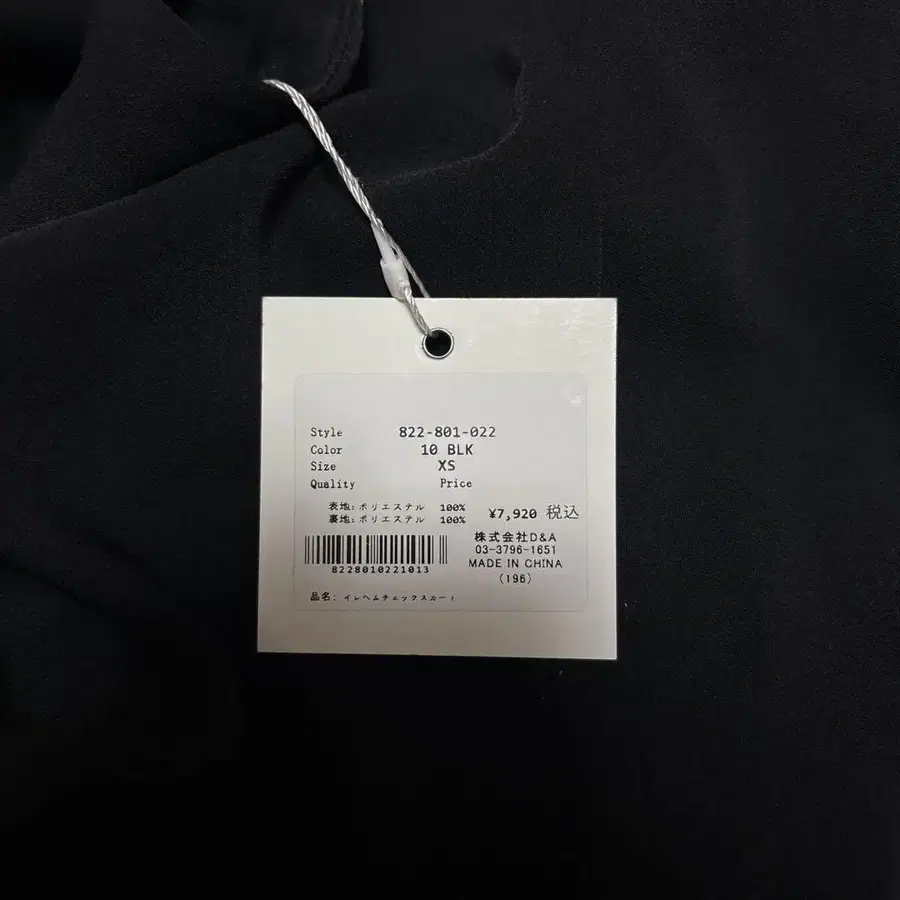 Style 822-801-022
Color 10 BLK
Size XS
Quality Price
表地:ポリエステル 100%
裏地:ポリエステル 100%
¥7,920 税込
株式会社D&A
03-3796-1651
MADE IN CHINA
(196)
8228010221013
品名: イレヘムチェックスカート